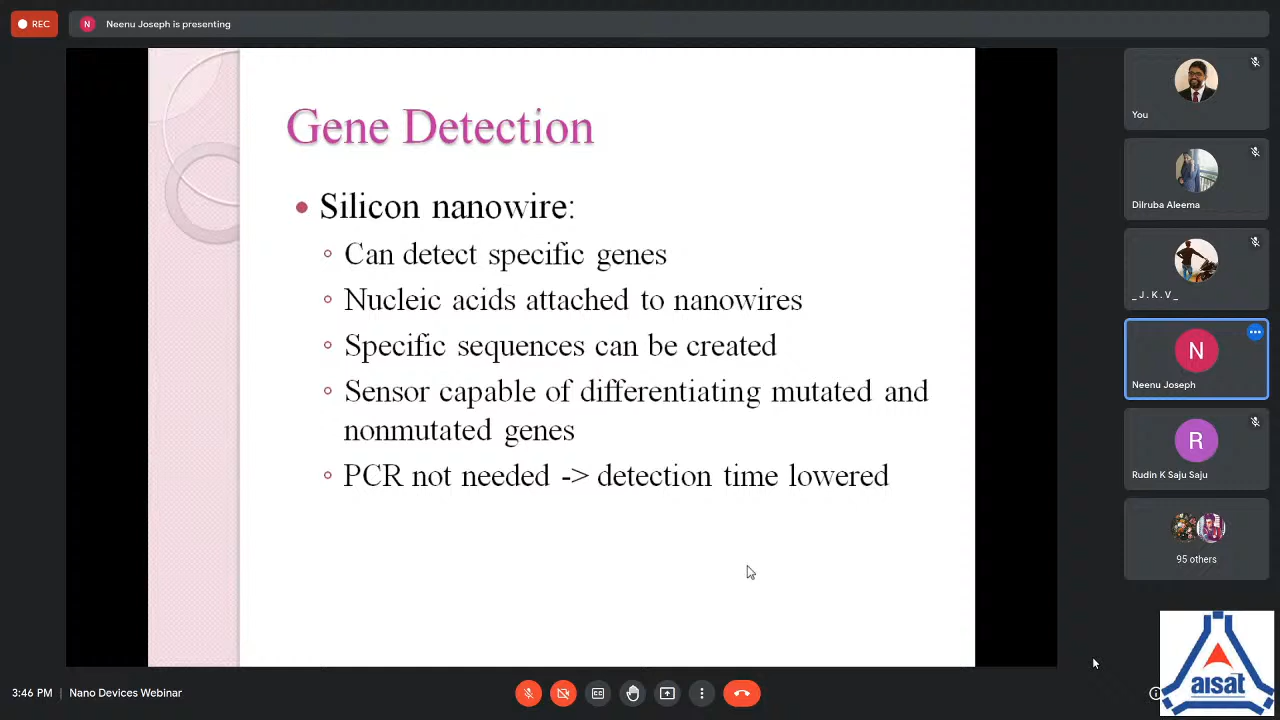 REC
N Neenu Joseph is presenting
Gene Detection
Silicon nanowire:
Can detect specific genes
Nucleic acids attached to nanowires
Specific sequences can be created
Sensor capable of differentiating mutated and
nonmutated genes
PCR not needed -> detection time lowered
You
Dilruba Aleema
_ J . K . V _
N
Neenu Joseph
R
Rudin K Saju Saju
95 others
3:46 PM | Nano Devices Webinar
aisat